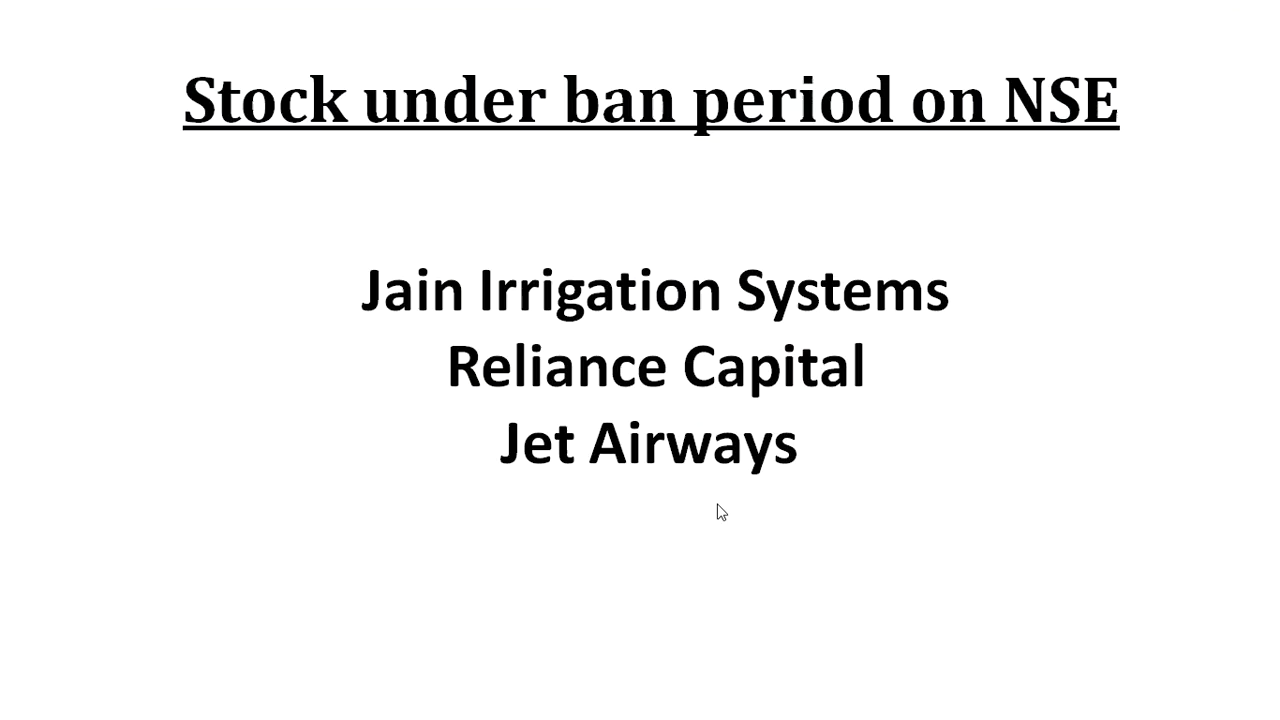 Stock under ban period on NSE
Jain Irrigation Systems
Reliance Capital
Jet Airways